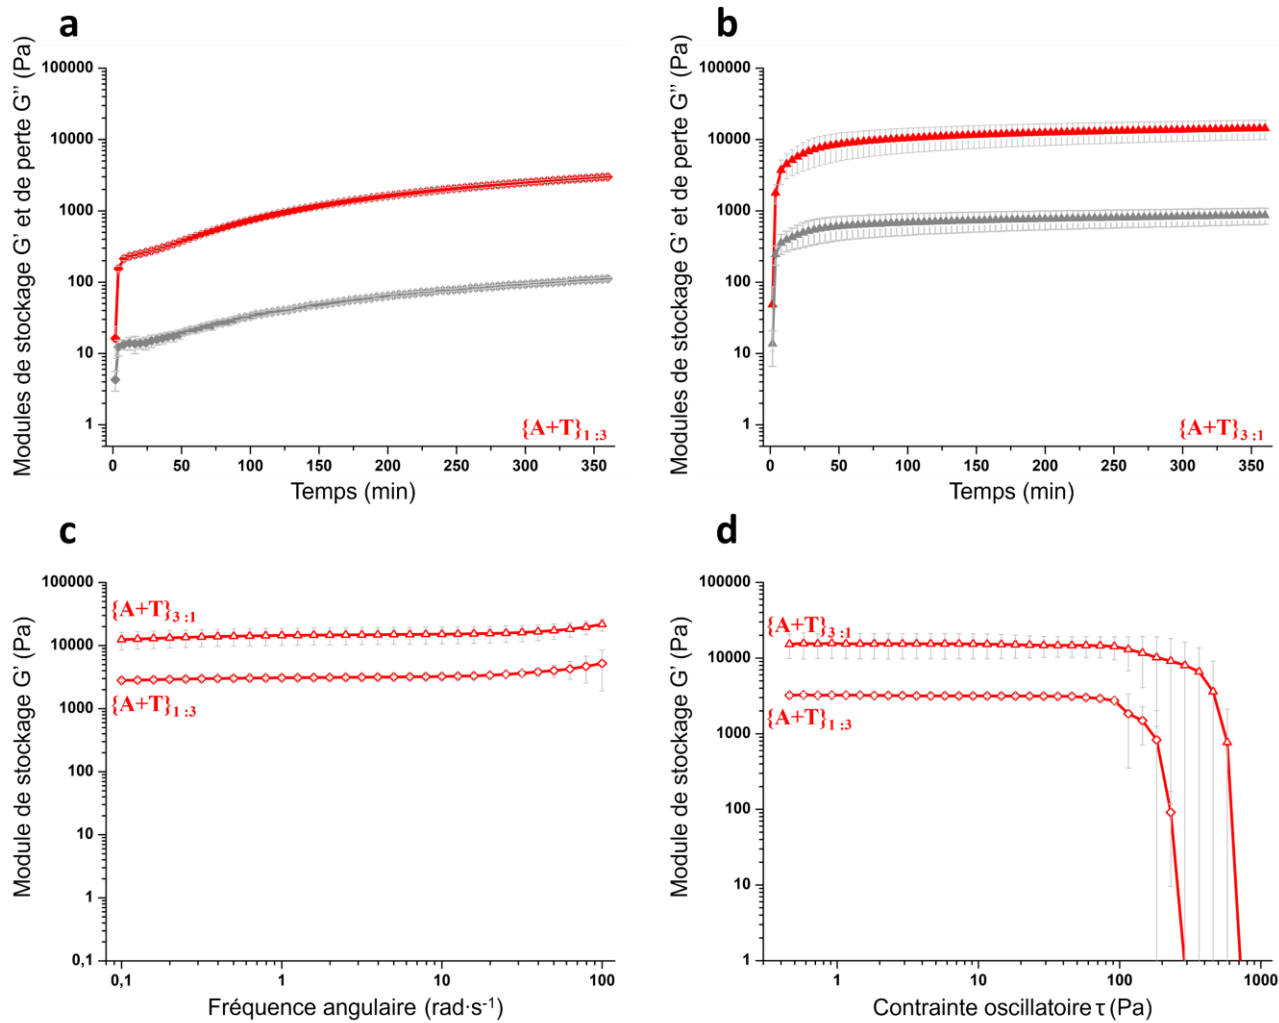 a
Modules de stockage G' et de perte G'' (Pa)
100000
10000
1000
100
10
1
{A+T}1 :3
0 50 100 150 200 250 300 350
Temps (min)
b
Modules de stockage G' et de perte G'' (Pa)
100000
10000
1000
100
10
1
{A+T}3 :1
0 50 100 150 200 250 300 350
Temps (min)
c
Module de stockage G' (Pa)
100000
10000
1000
100
10
1
0,1
{A+T}3 :1
{A+T}1 :3
0,1 1 10 100
Fréquence angulaire (rad·s-1)
d
Module de stockage G' (Pa)
100000
10000
1000
100
10
1
{A+T}3 :1
{A+T}1 :3
1 10 100 1000
Contrainte oscillatoire τ (Pa)